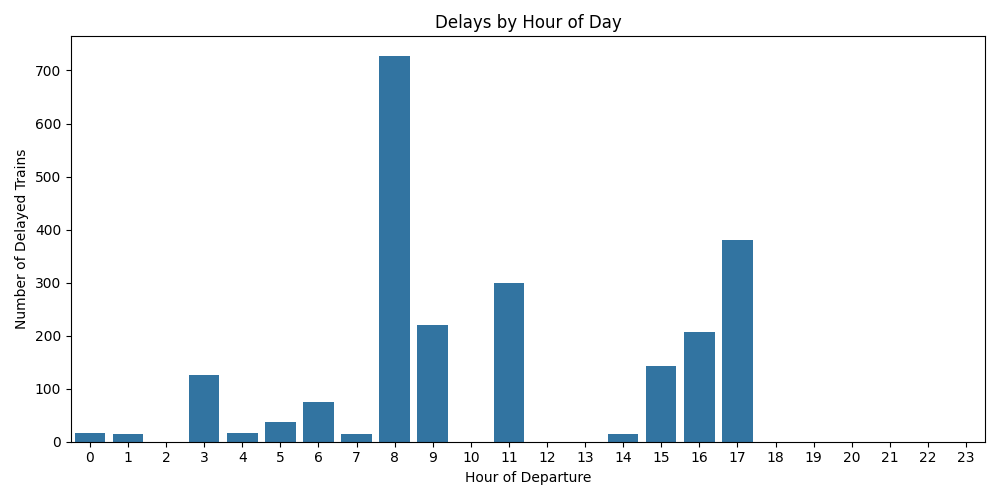 Delays by Hour of Day
Number of Delayed Trains
700
600
500
400
300
200
100
0
0 1 2 3 4 5 6 7 8 9 10 11 12 13 14 15 16 17 18 19 20 21 22 23
Hour of Departure